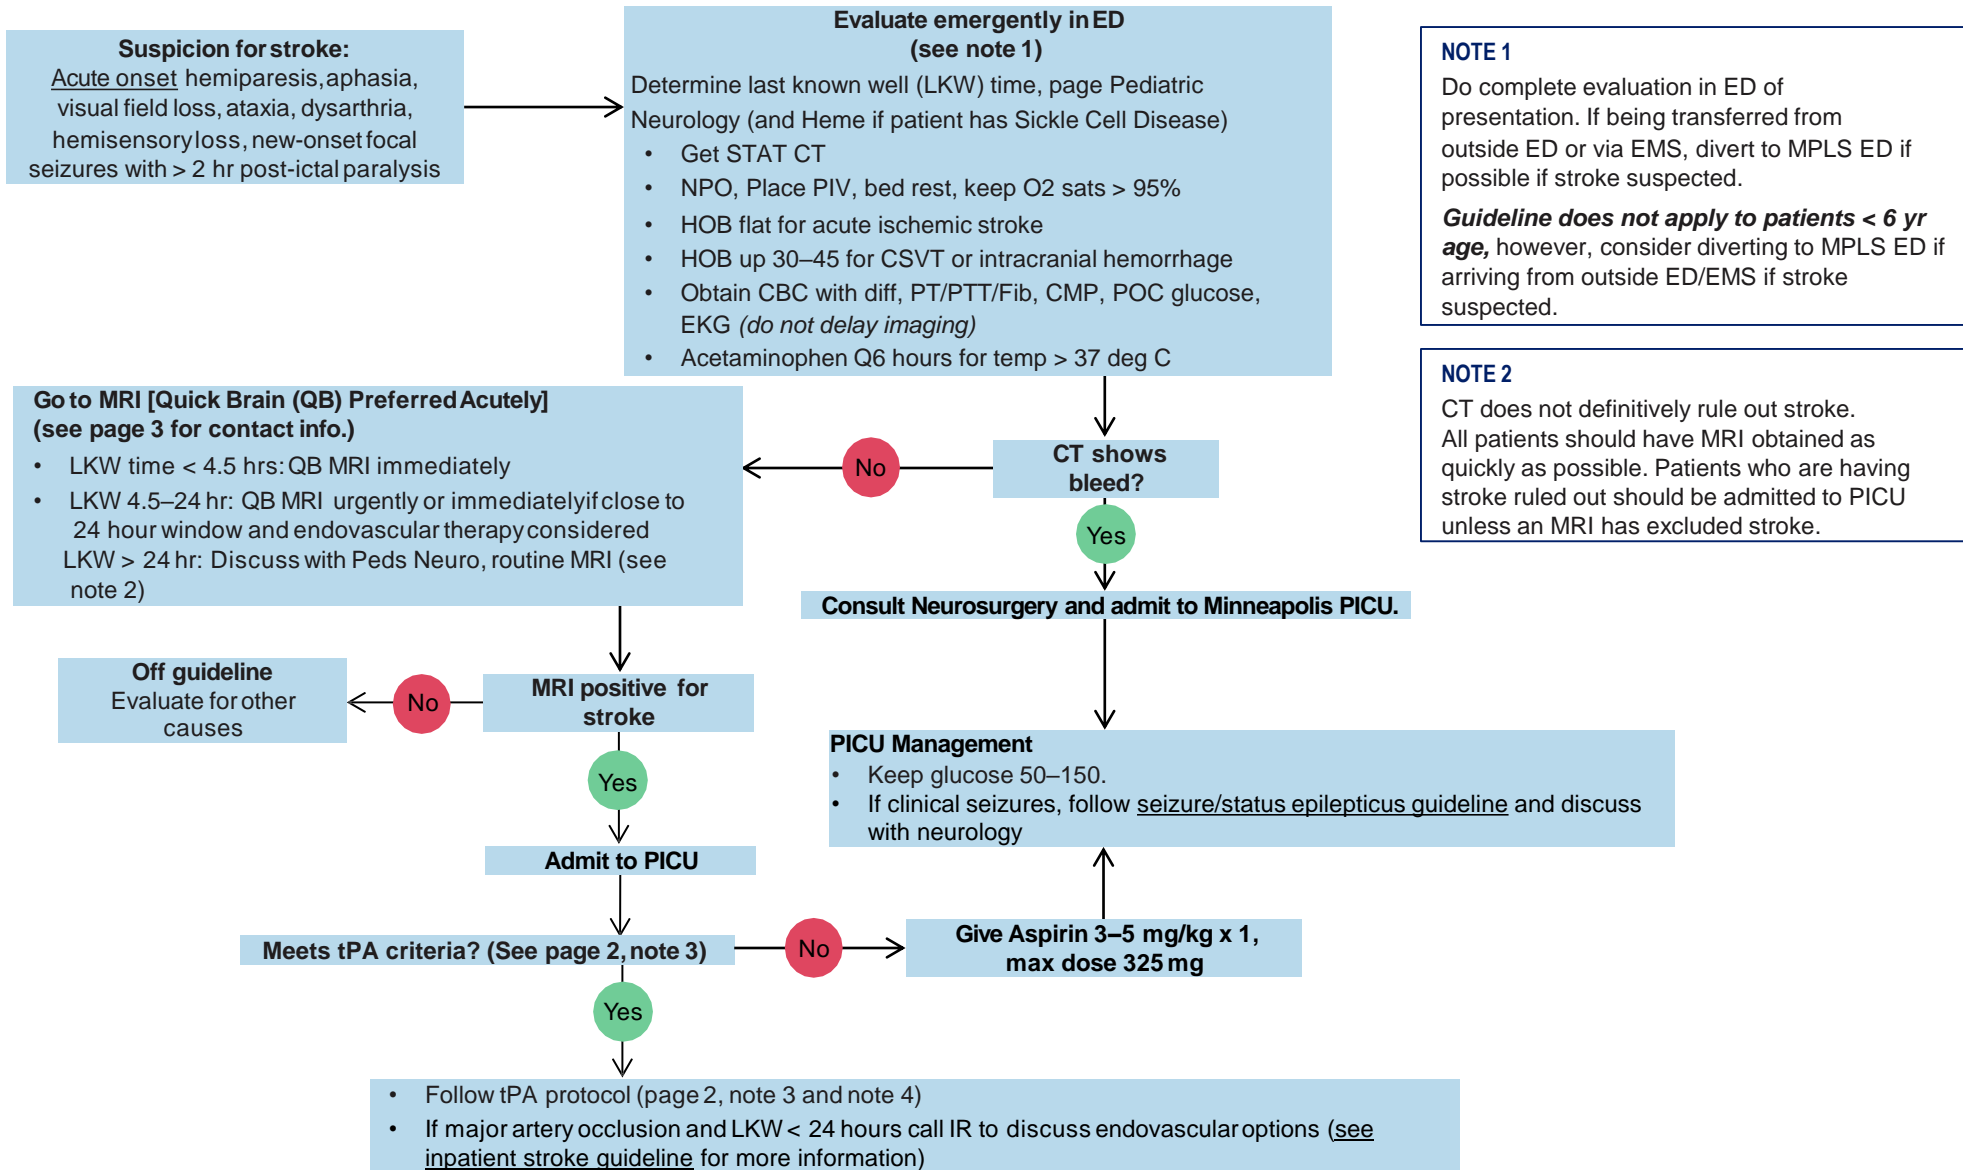 Suspicion for stroke:
Acute onset hemiparesis, aphasia,
visual field loss, ataxia, dysarthria,
hemisensory loss, new-onset focal
seizures with > 2 hr post-ictal paralysis
Evaluate emergently in ED
(see note 1)
Determine last known well (LKW) time, page Pediatric
Neurology (and Heme if patient has Sickle Cell Disease)
• Get STAT CT
• NPO, Place PIV, bed rest, keep O2 sats > 95%
• HOB flat for acute ischemic stroke
• HOB up 30–45 for CSVT or intracranial hemorrhage
• Obtain CBC with diff, PT/PTT/Fib, CMP, POC glucose,
EKG (do not delay imaging)
• Acetaminophen Q6 hours for temp > 37 deg C
NOTE 1
Do complete evaluation in ED of
presentation. If being transferred from
outside ED or via EMS, divert to MPLS ED if
possible if stroke suspected.
Guideline does not apply to patients < 6 yr
age, however, consider diverting to MPLS ED if
arriving from outside ED/EMS if stroke
suspected.
NOTE 2
CT does not definitively rule out stroke.
All patients should have MRI obtained as
quickly as possible. Patients who are having
stroke ruled out should be admitted to PICU
unless an MRI has excluded stroke.
CT shows
bleed?
No
Yes
Go to MRI [Quick Brain (QB) Preferred Acutely]
(see page 3 for contact info.)
• LKW time < 4.5 hrs: QB MRI immediately
• LKW 4.5–24 hr: QB MRI urgently or immediately if close to
24 hour window and endovascular therapy considered
LKW > 24 hr: Discuss with Peds Neuro, routine MRI (see
note 2)
Consult Neurosurgery and admit to Minneapolis PICU.
MRI positive for
stroke
No
Off guideline
Evaluate for other
causes
Yes
Admit to PICU
PICU Management
• Keep glucose 50–150.
• If clinical seizures, follow seizure/status epilepticus guideline and discuss
with neurology
Meets tPA criteria? (See page 2, note 3)
No
Give Aspirin 3–5 mg/kg x 1,
max dose 325 mg
Yes
• Follow tPA protocol (page 2, note 3 and note 4)
• If major artery occlusion and LKW < 24 hours call IR to discuss endovascular options (see
inpatient stroke guideline for more information)